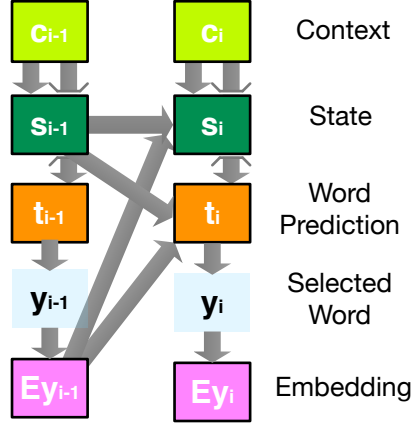 ci-1 ci Context
si-1 si State
ti-1 ti Word
Prediction
yi-1 yi Selected
Word
Eyi-1 Eyi Embedding